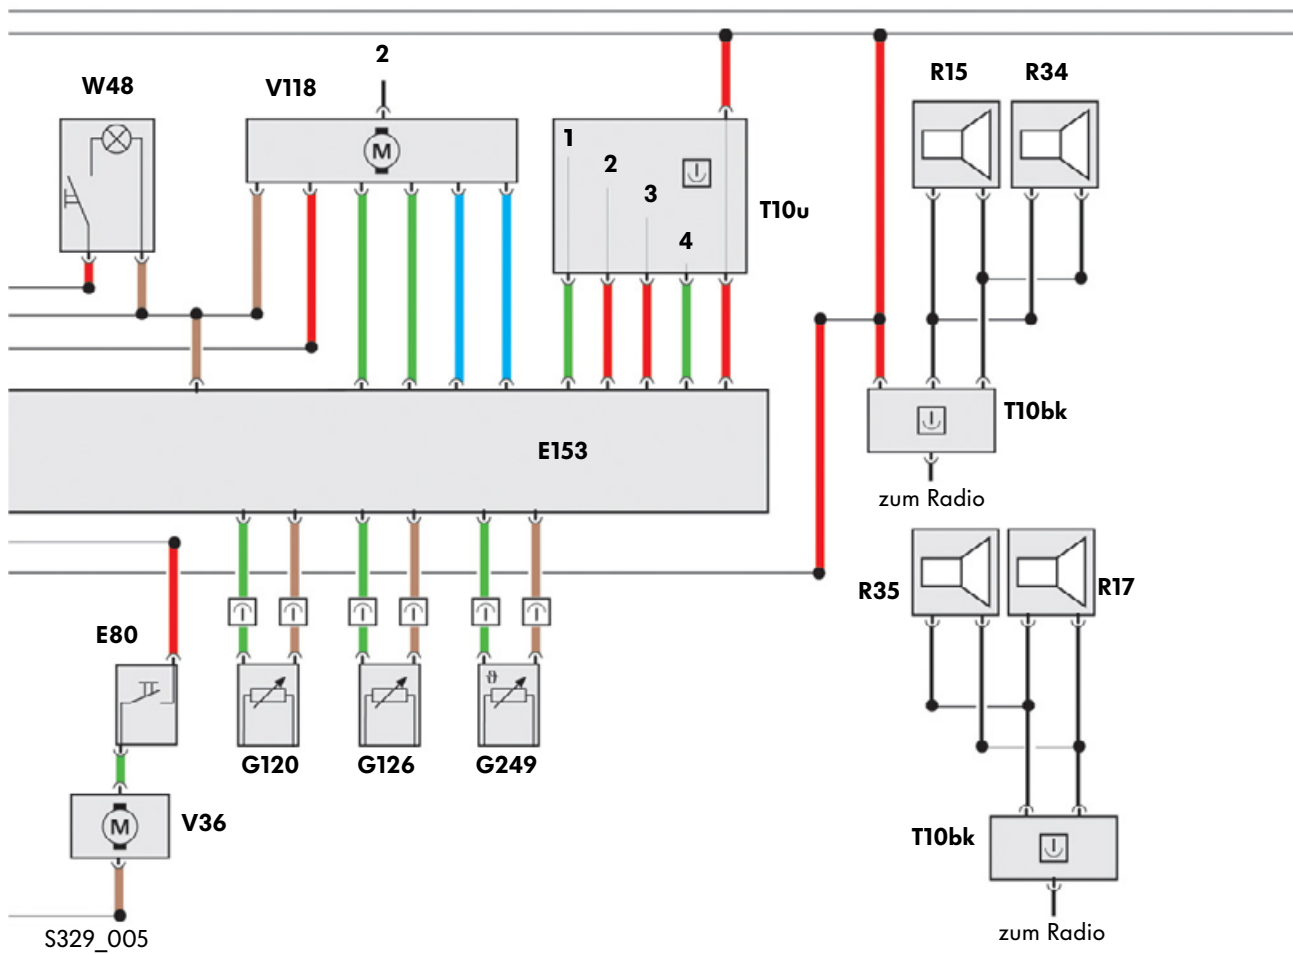 2
W48
V118
R15
R34
M
1
2
3
4
T10u
T10bk
E153
zum Radio
R35
R17
E80
ϑ
G120
G126
G249
M
V36
T10bk
zum Radio
S329_005